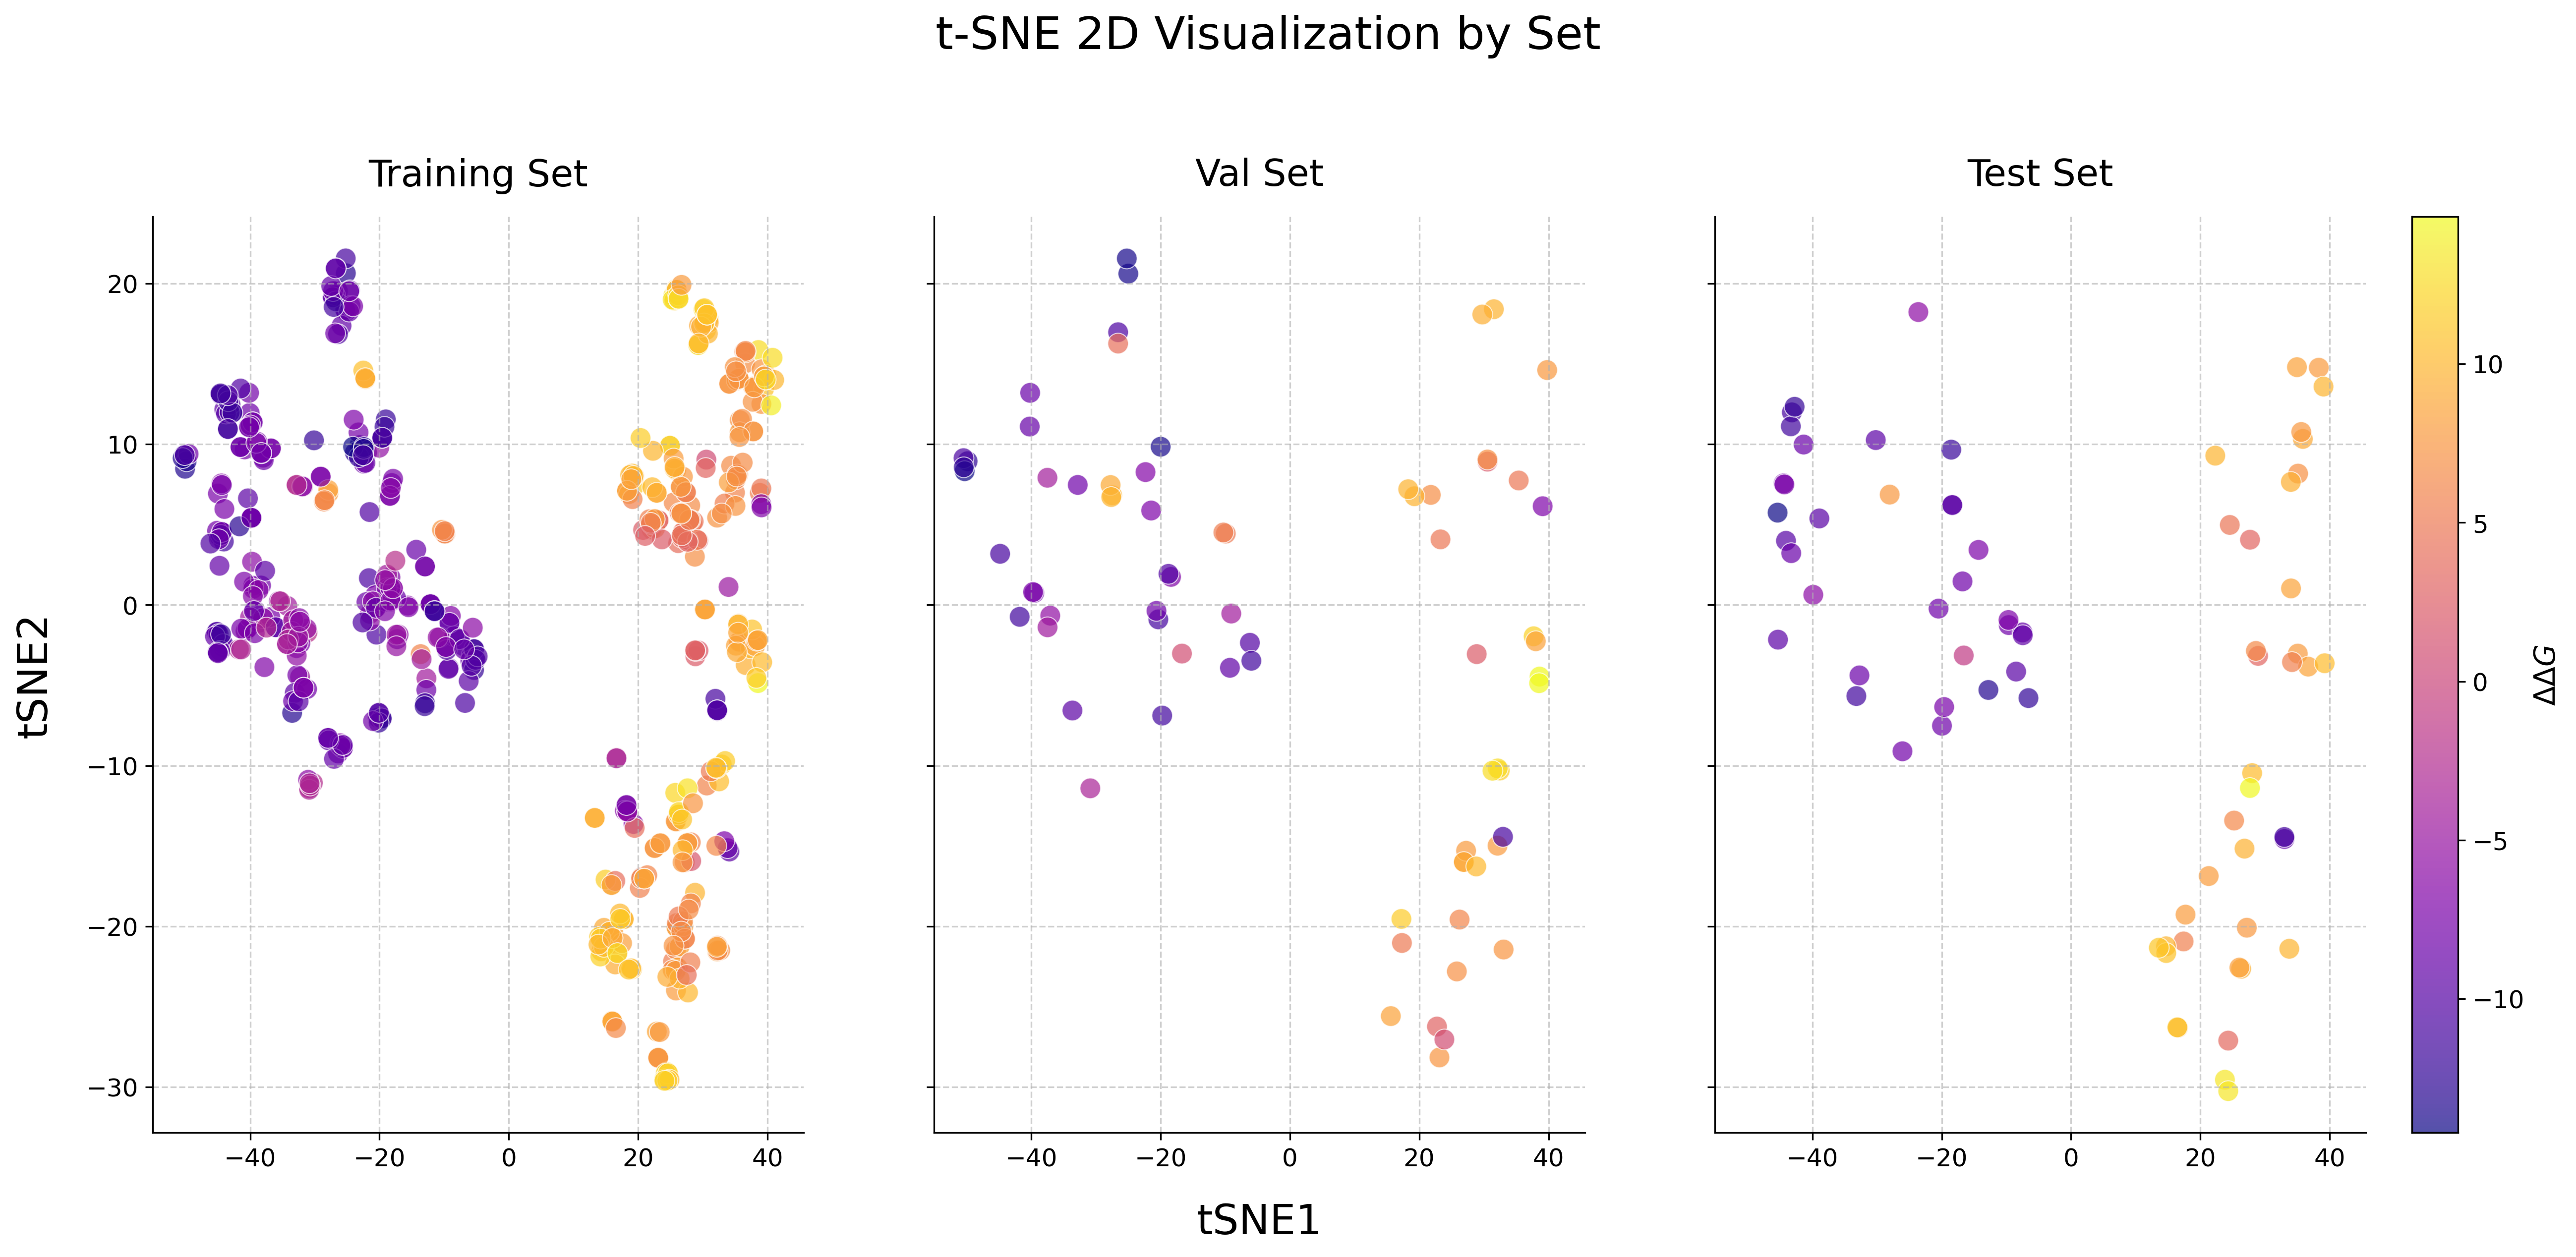 t-SNE 2D Visualization by Set
Training Set
Val Set
Test Set
tSNE2
20
10
0
−10
−20
−30
−40 −20 0 20 40
−40 −20 0 20 40
−40 −20 0 20 40
tSNE1
10
5
0
−5
−10
ΔΔG